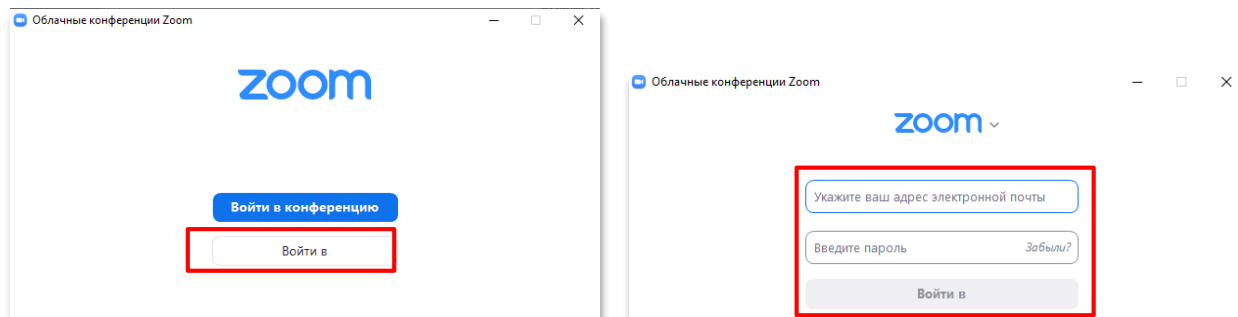 Облачные конференции Zoom
zoom
Войти в конференцию
Войти в
Облачные конференции Zoom
zoom
Укажите ваш адрес электронной почты
Введите пароль Забыли?
Войти в